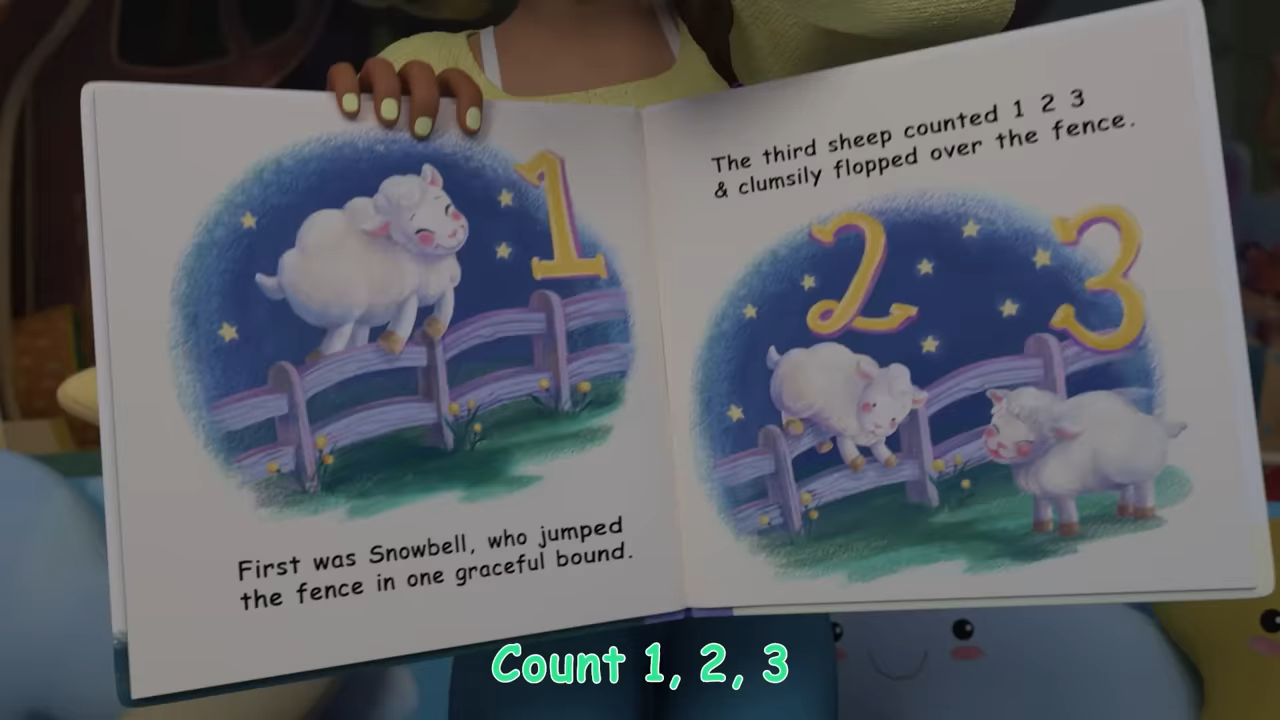 1
First was Snowbell, who jumped
the fence in one graceful bound.
The third sheep counted 1 2 3
& clumsily flopped over the fence.
2 3
Count 1, 2, 3